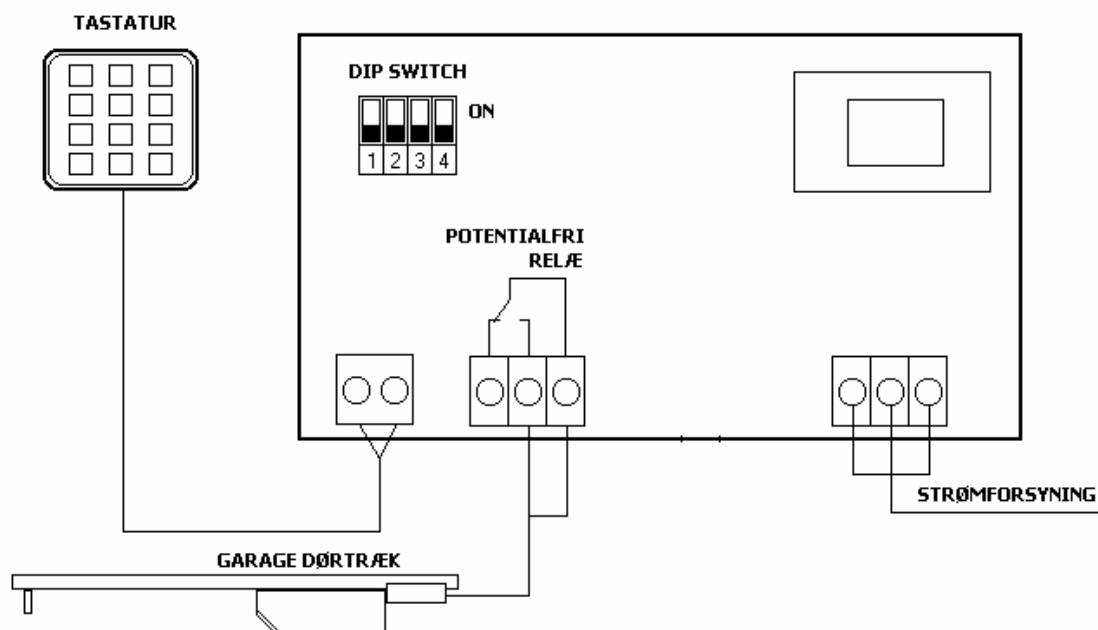 TASTATUR
DIP SWITCH
ON
1 2 3 4
POTENTIALFRI
RELÆ
STRØMFORSYNING
GARAGE DØRTRÆK